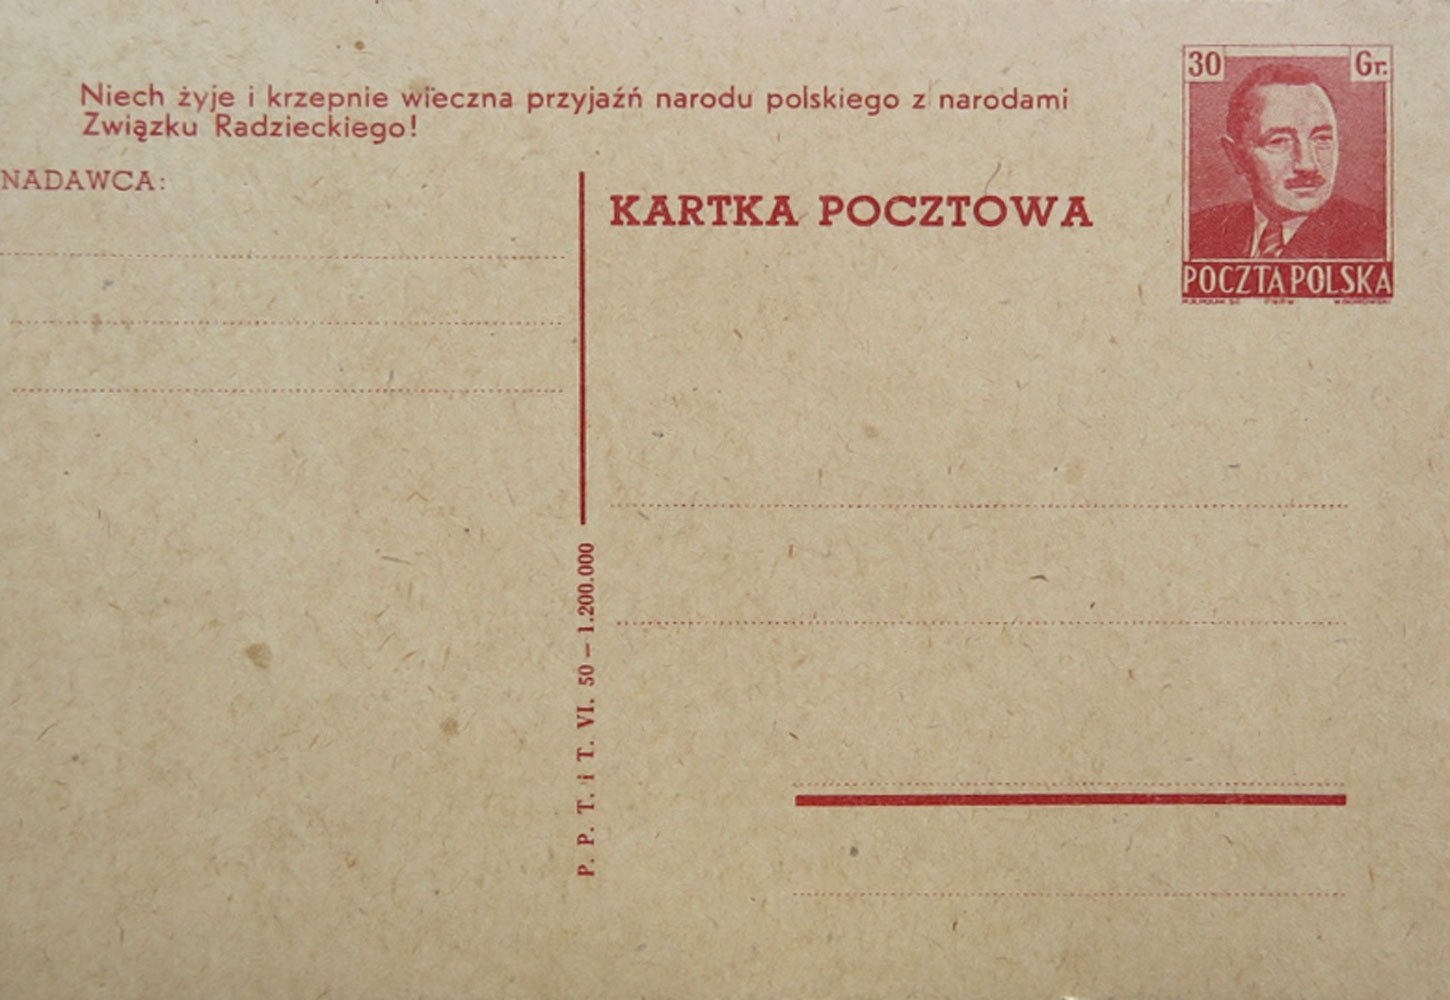 Niech żyje i krzepnie wieczna przyjaźń narodu polskiego z narodami
Związku Radzieckiego!
NADAWCA:
KARTKA POCZTOWA
30 Gr.
POCZTA POLSKA
P. P. T. i T. VI. 50 – 1.200.000